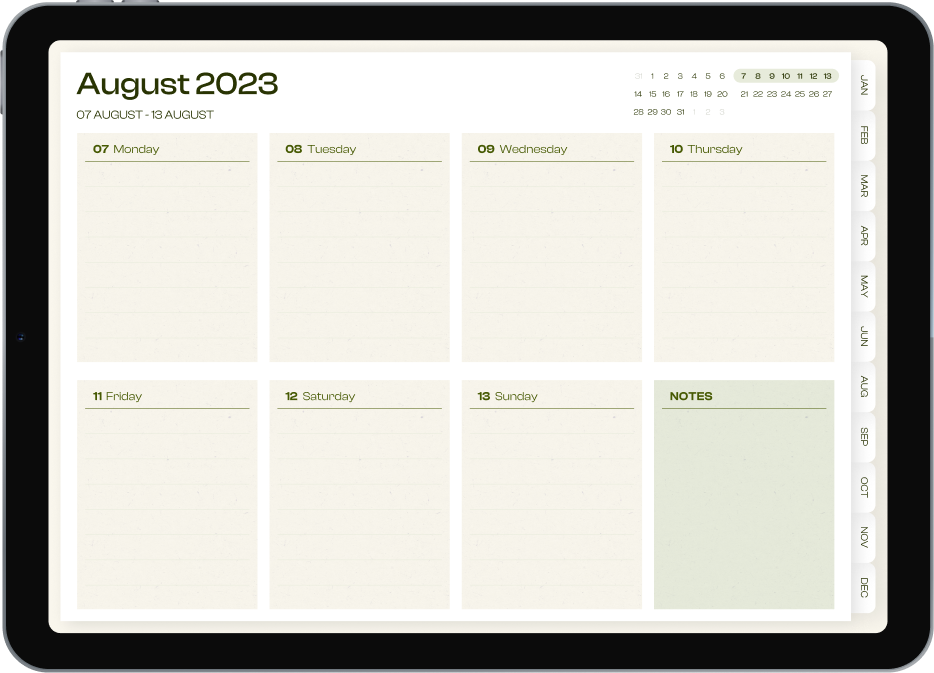 August 2023
07 AUGUST - 13 AUGUST
31 1 2 3 4 5 6 7 8 9 10 11 12 13
14 15 16 17 18 19 20 21 22 23 24 25 26 27
28 29 30 31 1 2 3
07 Monday
08 Tuesday
09 Wednesday
10 Thursday
11 Friday
12 Saturday
13 Sunday
NOTES
JAN
FEB
MAR
APR
MAY
JUN
AUG
SEP
OCT
NOV
DEC